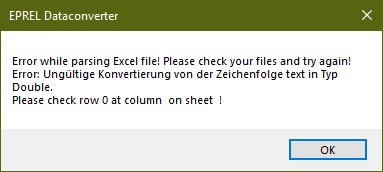 EPREL Dataconverter
Error while parsing Excel file! Please check your files and try again!
Error: Ungültige Konvertierung von der Zeichenfolge text in Typ
Double.
Please check row 0 at column  on sheet  !
OK